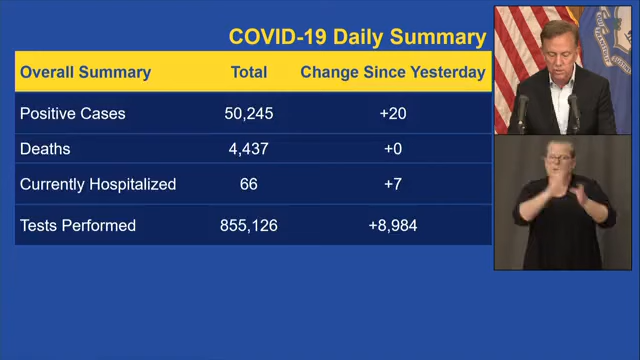 COVID-19 Daily Summary
Overall Summary Total Change Since Yesterday
Positive Cases 50,245 +20
Deaths 4,437 +0
Currently Hospitalized 66 +7
Tests Performed 855,126 +8,984